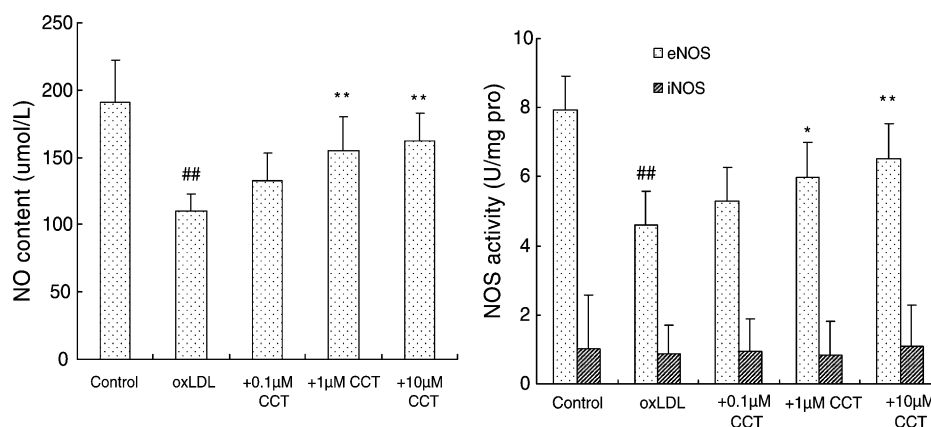 NO content (umol/L)
250
200
150
100
50
0
##
**
**
Control
oxLDL
+0.1µM
CCT
+1µM CCT
+10µM
CCT
NOS activity (U/mg pro)
10
8
6
4
2
0
eNOS
iNOS
##
*
**
Control
oxLDL
+0.1µM
CCT
+1µM CCT
+10µM
CCT